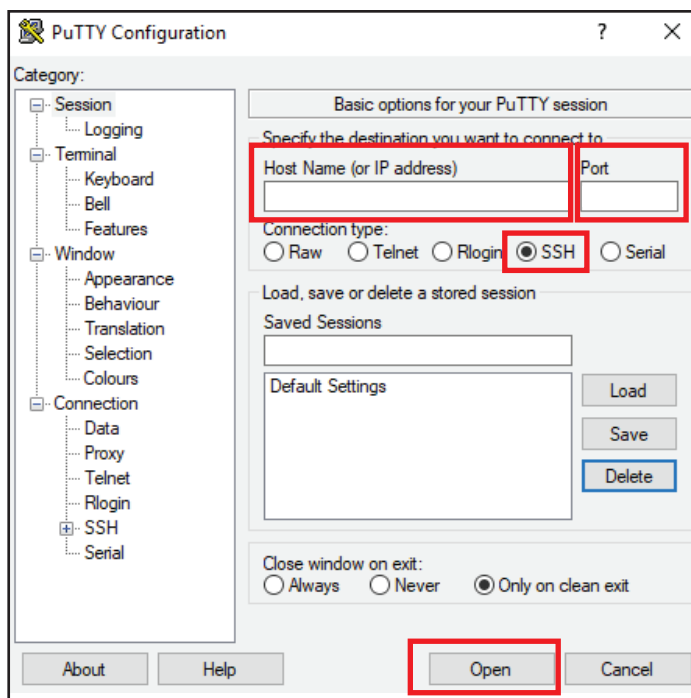 PuTTY Configuration
?
Category:
Session
Logging
Terminal
Keyboard
Bell
Features
Window
Appearance
Behaviour
Translation
Selection
Colours
Connection
Data
Proxy
Telnet
Rlogin
SSH
Serial
Basic options for your PuTTY session
Specify the destination you want to connect to
Host Name (or IP address) Port
Connection type:
Raw Telnet Rlogin SSH Serial
Load, save or delete a stored session
Saved Sessions
Default Settings
Load
Save
Delete
Close window on exit:
Always Never Only on clean exit
About Help Open Cancel